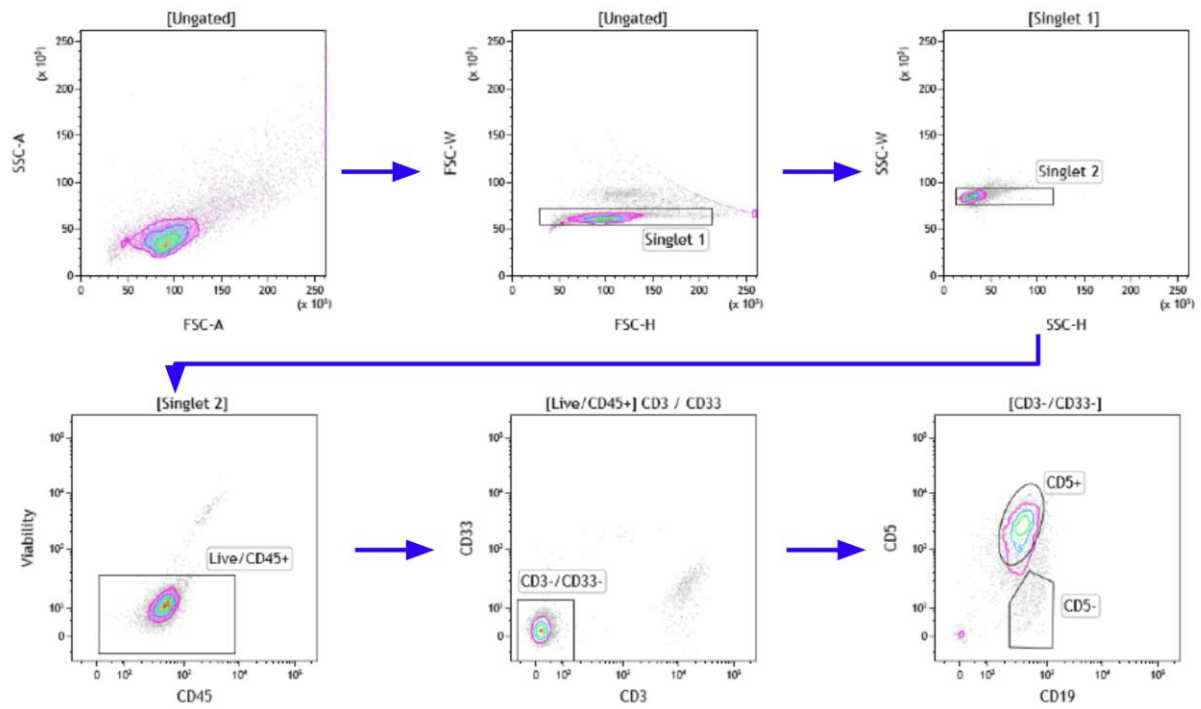 [Ungated]
(x 10³)
250
200
150
100
50
0
SSC-A
0 50 100 150 200 250
(x 10³)
FSC-A
[Ungated]
(x 10³)
250
200
150
100
50
0
FSC-W
Singlet 1
0 50 100 150 200 250
(x 10³)
FSC-H
[Singlet 1]
(x 10³)
250
200
150
100
50
0
SSC-W
Singlet 2
0 50 100 150 200 250
(x 10³)
SSC-H
[Singlet 2]
10⁵
10⁴
10¹
0
Viability
Live/CD45+
0 10² 10³ 10⁴ 10⁵
CD45
[Live/CD45+] CD3 / CD33
10⁵
10⁴
10¹
0
CD33
CD3-/CD33-
0 10² 10³ 10⁴ 10⁵
CD3
[CD3-/CD33-]
10⁵
10⁴
10¹
0
CD5
CD5+
CD5-
0 10² 10³ 10⁴ 10⁵
CD19